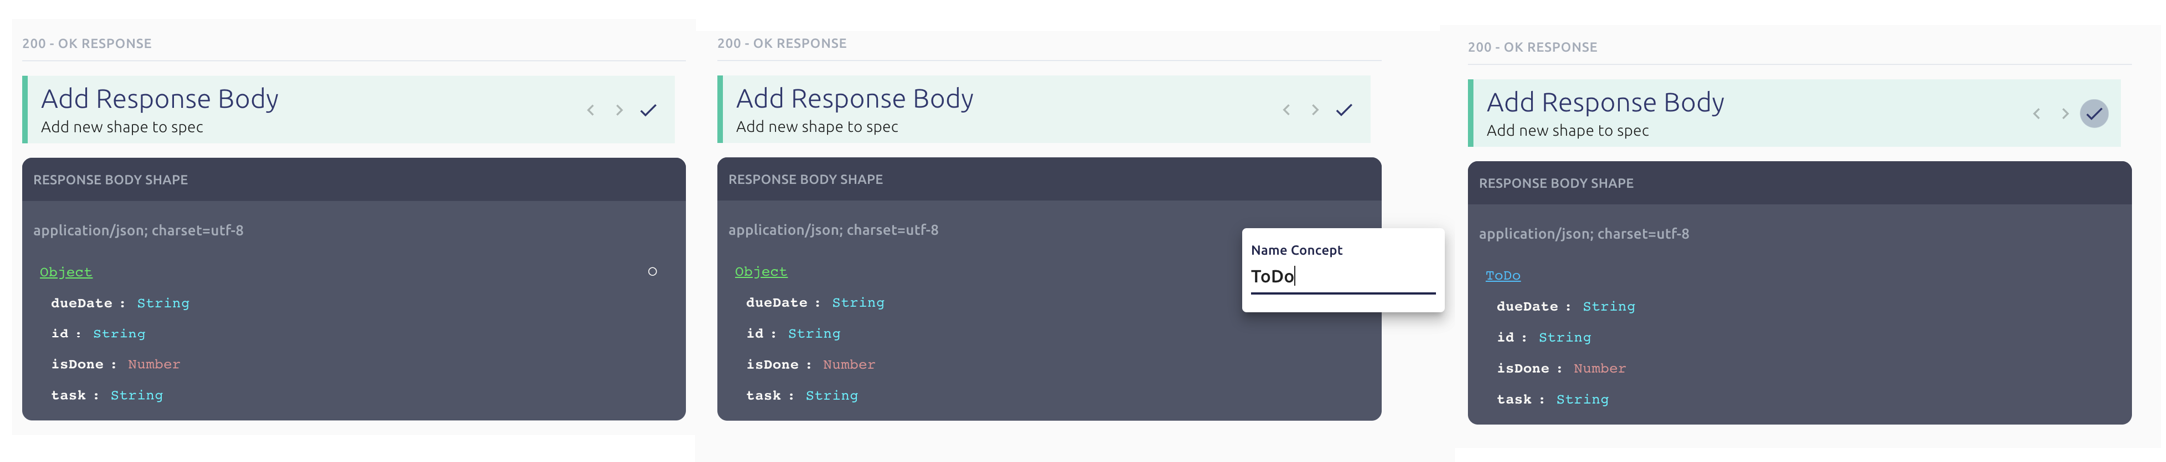 200 - OK RESPONSE
Add Response Body
Add new shape to spec
RESPONSE BODY SHAPE
application/json; charset=utf-8
Object
dueDate : String
id : String
isDone : Number
task : String
200 - OK RESPONSE
Add Response Body
Add new shape to spec
RESPONSE BODY SHAPE
application/json; charset=utf-8
Object
dueDate : String
id : String
isDone : Number
task : String
Name Concept
ToDo
200 - OK RESPONSE
Add Response Body
Add new shape to spec
RESPONSE BODY SHAPE
application/json; charset=utf-8
ToDo
dueDate : String
id : String
isDone : Number
task : String